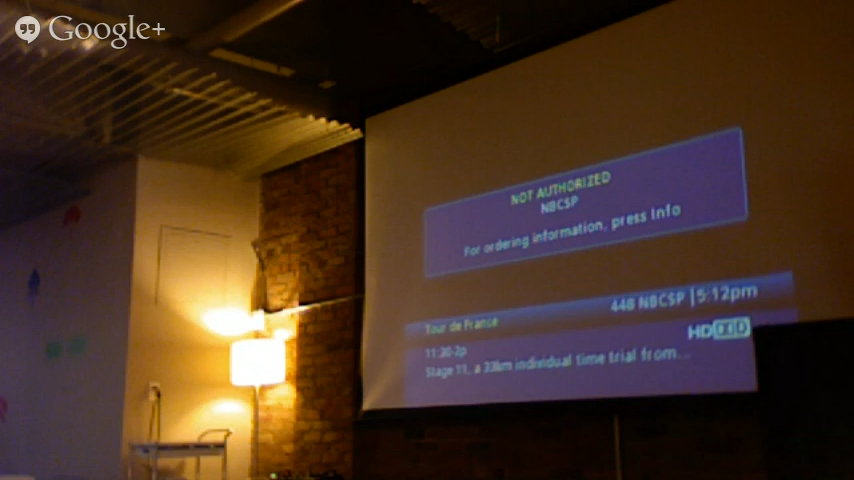 Google+
NOT AUTHORIZED
NBCSP
For ordering information, press Info
448 NBCSP | 5:12pm
Tour de France
HD
11:30-2p
Stage 11, a 33km individual time trial from...